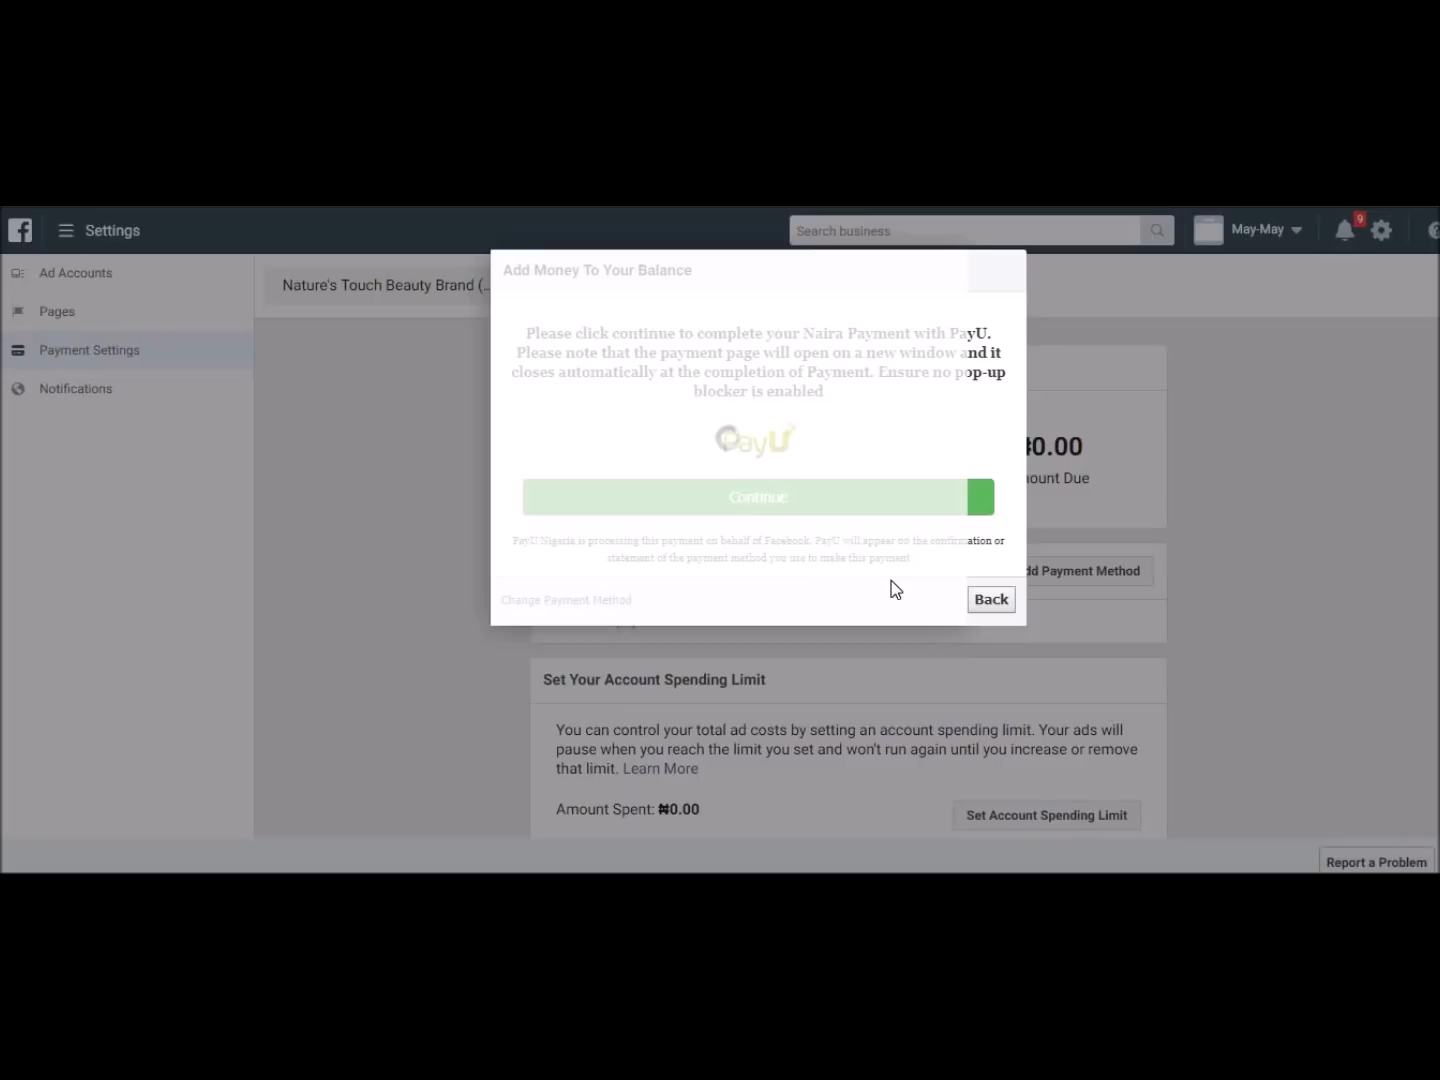 Settings
Search business
May-May
9
Ad Accounts
Pages
Payment Settings
Notifications
Nature's Touch Beauty Brand (...
Add Money To Your Balance
Please click continue to complete your Naira Payment with PayU.
Please note that the payment page will open on a new window and it
closes automatically at the completion of Payment. Ensure no pop-up
blocker is enabled
PayU
Continue
PayU Nigeria is processing this payment on behalf of Facebook. PayU will appear on the confirmation or
statement of the payment method you use to make this payment
Change Payment Method
Back
₦0.00
ount Due
dd Payment Method
Set Your Account Spending Limit
You can control your total ad costs by setting an account spending limit. Your ads will
pause when you reach the limit you set and won't run again until you increase or remove
that limit. Learn More
Amount Spent: ₦0.00
Set Account Spending Limit
Report a Problem